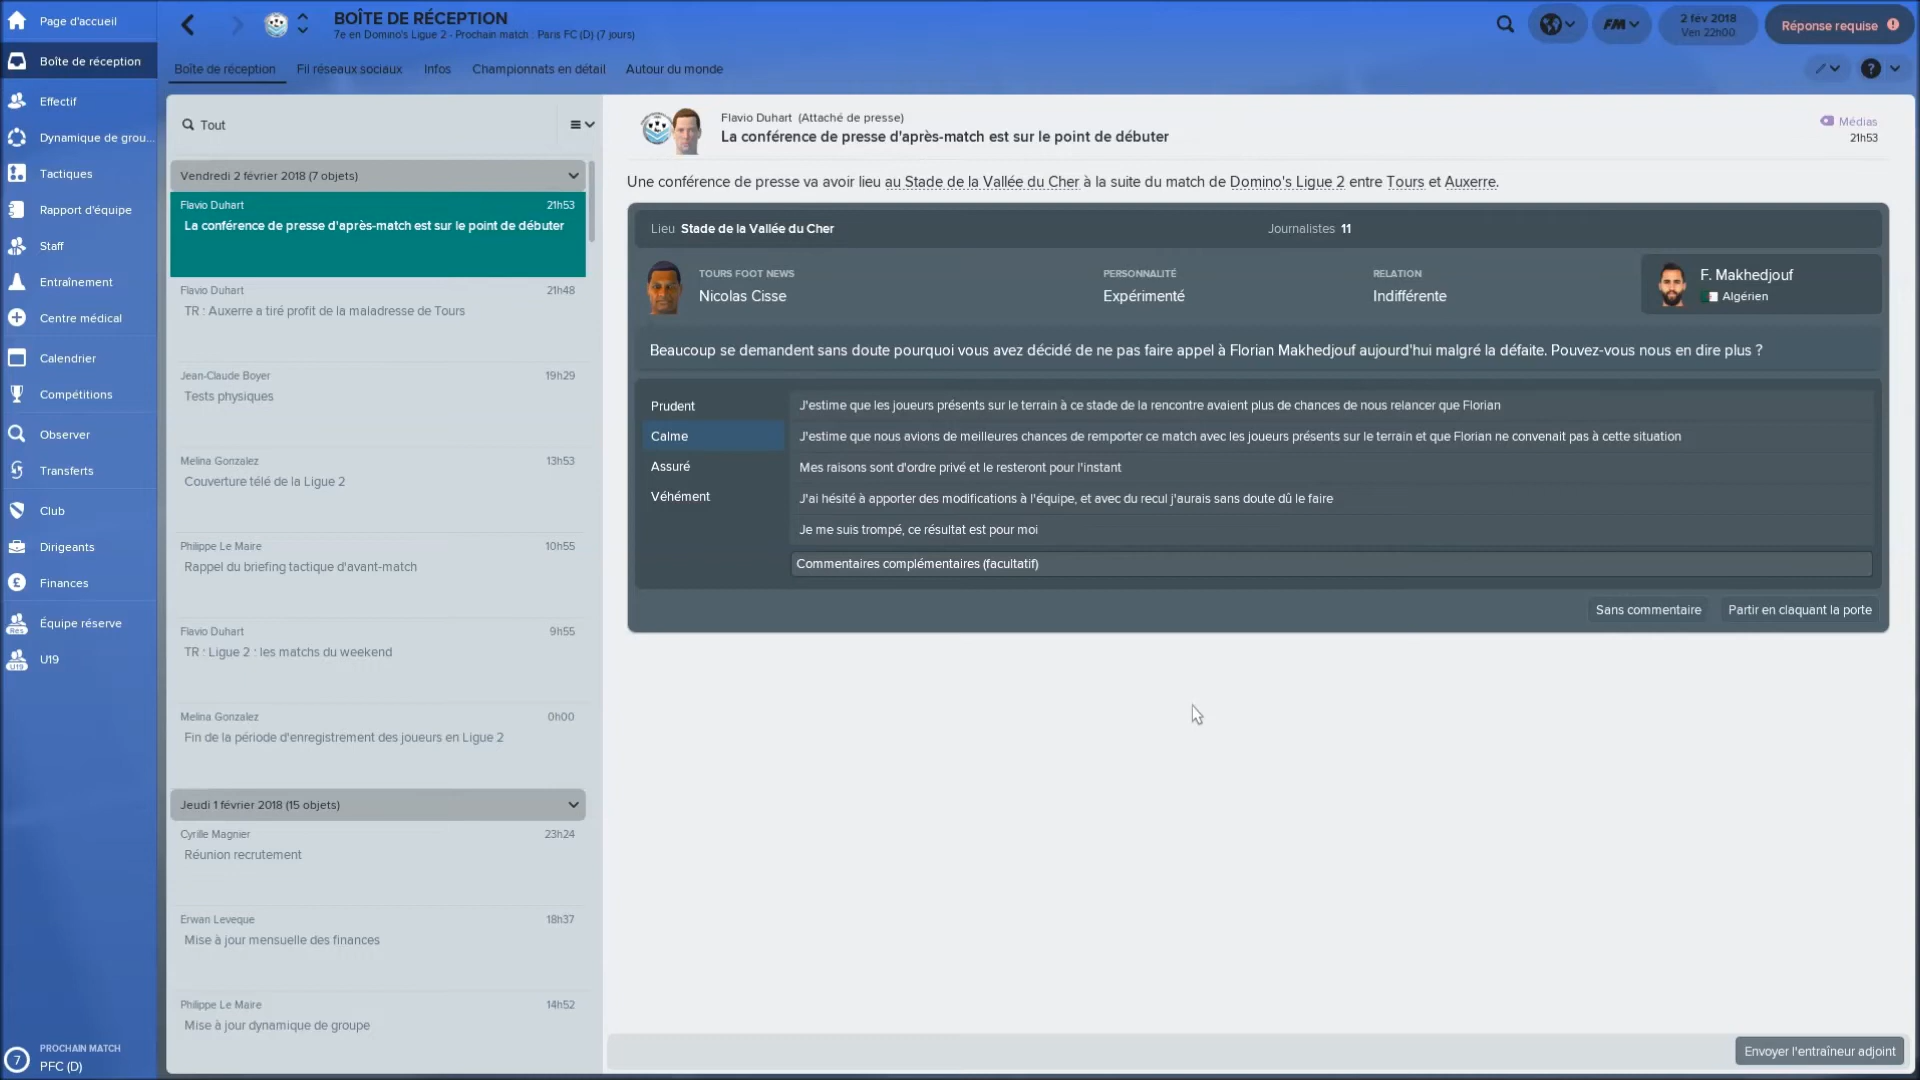 Page d'accueil
Boîte de réception
Effectif
Dynamique de grou...
Tactiques
Rapport d'équipe
Staff
Entraînement
Centre médical
Calendrier
Compétitions
Observer
Transferts
Club
Dirigeants
Finances
Res
Équipe réserve
U19
U19
7
PROCHAIN MATCH
PFC (D)
BOÎTE DE RÉCEPTION
7e en Domino's Ligue 2 - Prochain match : Paris FC (D) (7 jours)
FM
2 fév 2018
Ven 22h00
Réponse requise
Boîte de réception
Fil réseaux sociaux
Infos
Championnats en détail
Autour du monde
Tout
Vendredi 2 février 2018 (7 objets)
Flavio Duhart 21h53
La conférence de presse d'après-match est sur le point de débuter
Flavio Duhart 21h48
TR : Auxerre a tiré profit de la maladresse de Tours
Jean-Claude Boyer 19h29
Tests physiques
Melina Gonzalez 13h53
Couverture télé de la Ligue 2
Philippe Le Maire 10h55
Rappel du briefing tactique d'avant-match
Flavio Duhart 9h55
TR : Ligue 2 : les matchs du weekend
Melina Gonzalez 0h00
Fin de la période d'enregistrement des joueurs en Ligue 2
Jeudi 1 février 2018 (15 objets)
Cyrille Magnier 23h24
Réunion recrutement
Erwan Leveque 18h37
Mise à jour mensuelle des finances
Philippe Le Maire 14h52
Mise à jour dynamique de groupe
Flavio Duhart (Attaché de presse)
La conférence de presse d'après-match est sur le point de débuter
Médias
21h53
Une conférence de presse va avoir lieu au Stade de la Vallée du Cher à la suite du match de Domino's Ligue 2 entre Tours et Auxerre.
Lieu Stade de la Vallée du Cher
Journalistes 11
TOURS FOOT NEWS
Nicolas Cisse
PERSONNALITÉ
Expérimenté
RELATION
Indifférente
F. Makhedjouf
Algérien
Beaucoup se demandent sans doute pourquoi vous avez décidé de ne pas faire appel à Florian Makhedjouf aujourd'hui malgré la défaite. Pouvez-vous nous en dire plus ?
Prudent
Calme
Assuré
Véhément
J'estime que les joueurs présents sur le terrain à ce stade de la rencontre avaient plus de chances de nous relancer que Florian
J'estime que nous avions de meilleures chances de remporter ce match avec les joueurs présents sur le terrain et que Florian ne convenait pas à cette situation
Mes raisons sont d'ordre privé et le resteront pour l'instant
J'ai hésité à apporter des modifications à l'équipe, et avec du recul j'aurais sans doute dû le faire
Je me suis trompé, ce résultat est pour moi
Commentaires complémentaires (facultatif)
Sans commentaire
Partir en claquant la porte
Envoyer l'entraîneur adjoint